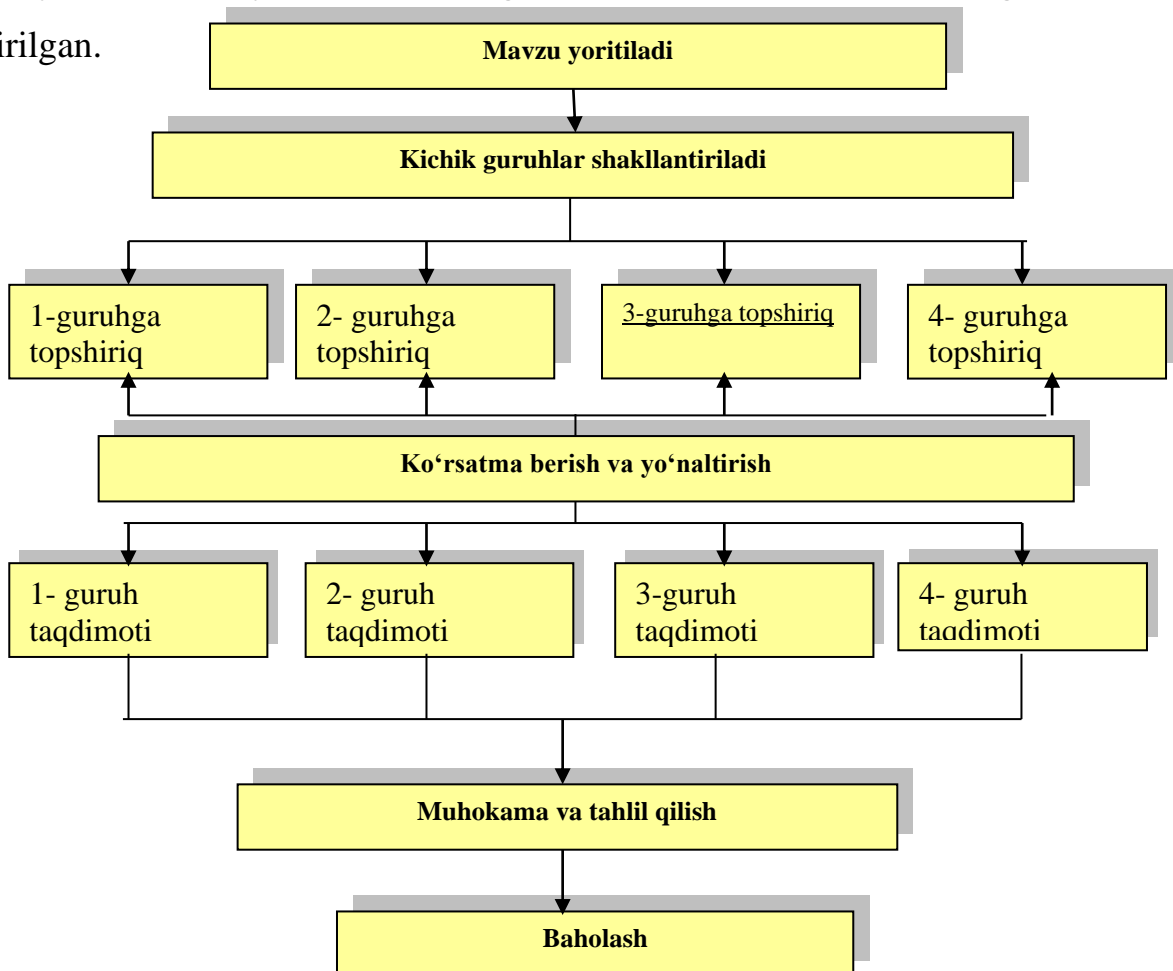 irilgan.
Mavzu yoritiladi
Kichik guruhlar shakllantiriladi
1-guruhga
topshiriq
2- guruhga
topshiriq
3-guruhga topshiriq
4- guruhga
topshiriq
Ko‘rsatma berish va yo‘naltirish
1- guruh
taqdimoti
2- guruh
taqdimoti
3-guruh
taqdimoti
4- guruh
taqdimoti
Muhokama va tahlil qilish
Baholash